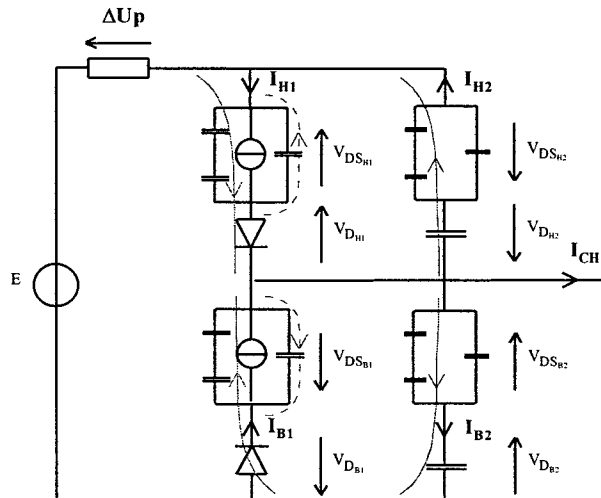 ΔUp
I_H1
I_H2
V_DS_H1
V_DS_H2
V_D_H1
V_D_H2
I_CH
E
V_DS_B1
V_DS_B2
I_B1
I_B2
V_D_B1
V_D_B2